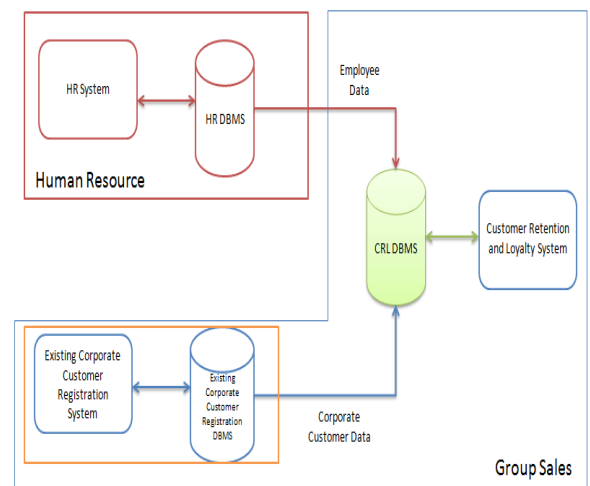 HR System
HR DBMS
Human Resource
Employee
Data
CRL DBMS
Customer Retention
and Loyalty System
Existing Corporate
Customer
Registration
System
Existing
Corporate
Customer
Registration
DBMS
Corporate
Customer Data
Group Sales